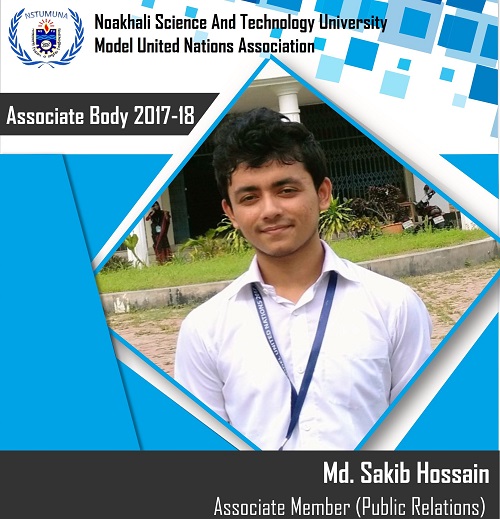 NSTUMUNA
Noakhali Science And Technology University
Model United Nations Association
Associate Body 2017-18
Md. Sakib Hossain
Associate Member (Public Relations)